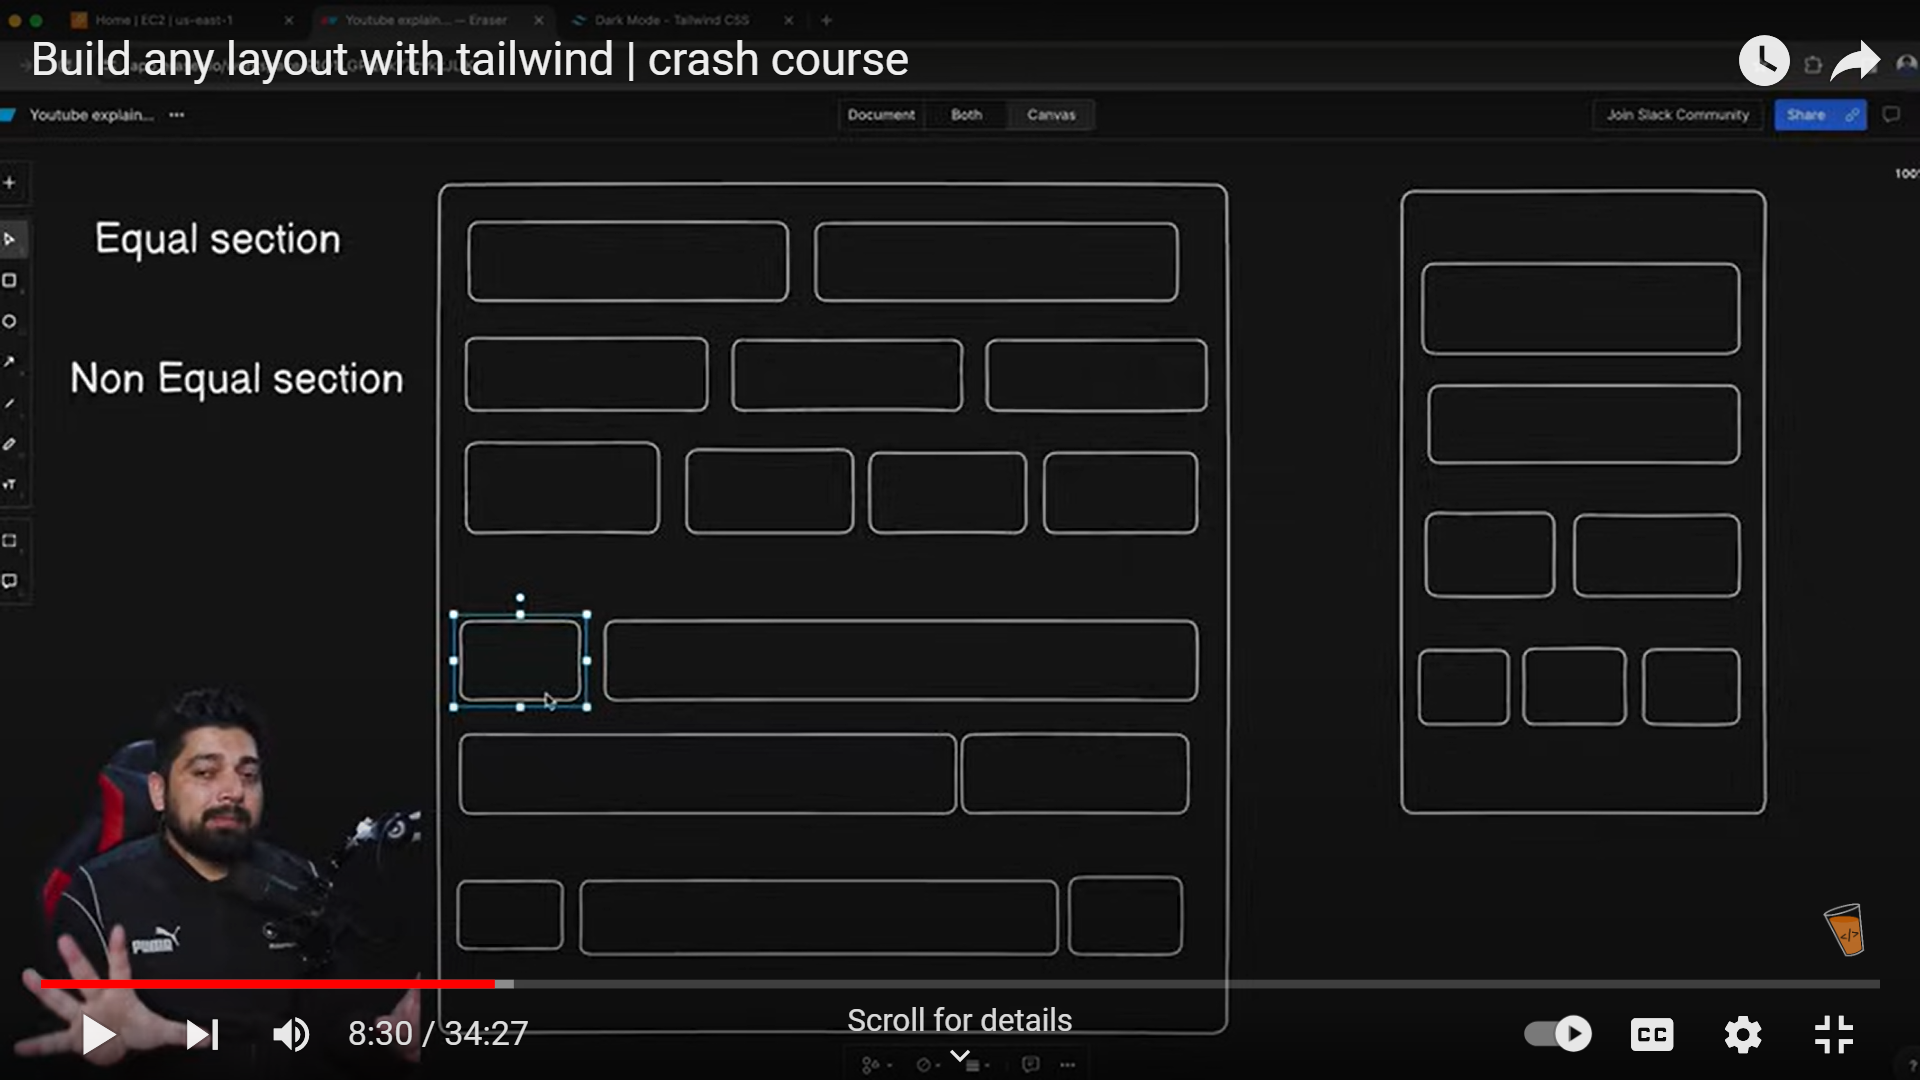 Home | EC2 | us-east-1
Youtube explain... — Eraser
Dark Mode - Tailwind CSS
Build any layout with tailwind | crash course
Youtube explain...
Document
Both
Canvas
Join Slack Community
Share
100
Equal section
Non Equal section
PUMA
</>
8:30 / 34:27
Scroll for details
CC